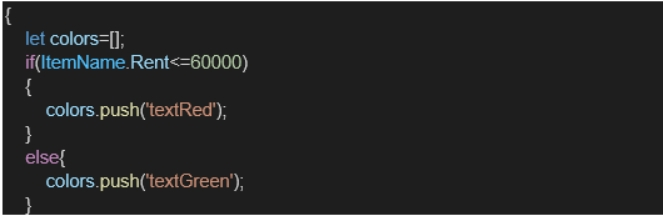 {
let colors=[];
if(ItemName.Rent<=60000)
{
colors.push('textRed');
}
else{
colors.push('textGreen');
}